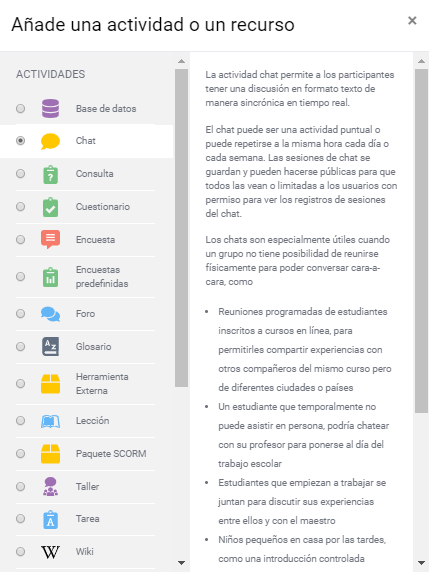 Añade una actividad o un recurso
×
ACTIVIDADES
Base de datos
Chat
Consulta
Cuestionario
Encuesta
Encuestas
predefinidas
Foro
Glosario
Herramienta
Externa
Lección
Paquete SCORM
Taller
Tarea
Wiki
La actividad chat permite a los participantes
tener una discusión en formato texto de
manera sincrónica en tiempo real.
El chat puede ser una actividad puntual o
puede repetirse a la misma hora cada día o
cada semana. Las sesiones de chat se
guardan y pueden hacerse públicas para que
todos las vean o limitadas a los usuarios con
permiso para ver los registros de sesiones
del chat.
Los chats son especialmente útiles cuando
un grupo no tiene posibilidad de reunirse
físicamente para poder conversar cara-a-
cara, como
• Reuniones programadas de estudiantes
inscritos a cursos en línea, para
permitirles compartir experiencias con
otros compañeros del mismo curso pero
de diferentes ciudades o países
• Un estudiante que temporalmente no
puede asistir en persona, podría chatear
con su profesor para ponerse al día del
trabajo escolar
• Estudiantes que empiezan a trabajar se
juntan para discutir sus experiencias
entre ellos y con el maestro
• Niños pequeños en casa por las tardes,
como una introducción controlada